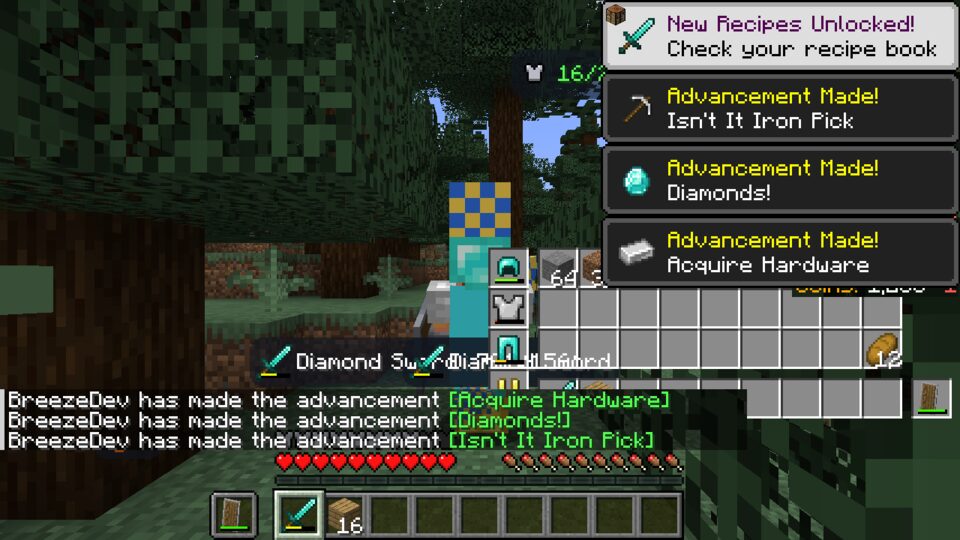 New Recipes Unlocked!
Check your recipe book
16/
Advancement Made!
Isn't It Iron Pick
Advancement Made!
Diamonds!
Advancement Made!
Acquire Hardware
64
12
Diamond
BreezeDev has made the advancement [Acquire Hardware]
BreezeDev has made the advancement [Diamonds!]
BreezeDev has made the advancement [Isn't It Iron Pick]
16